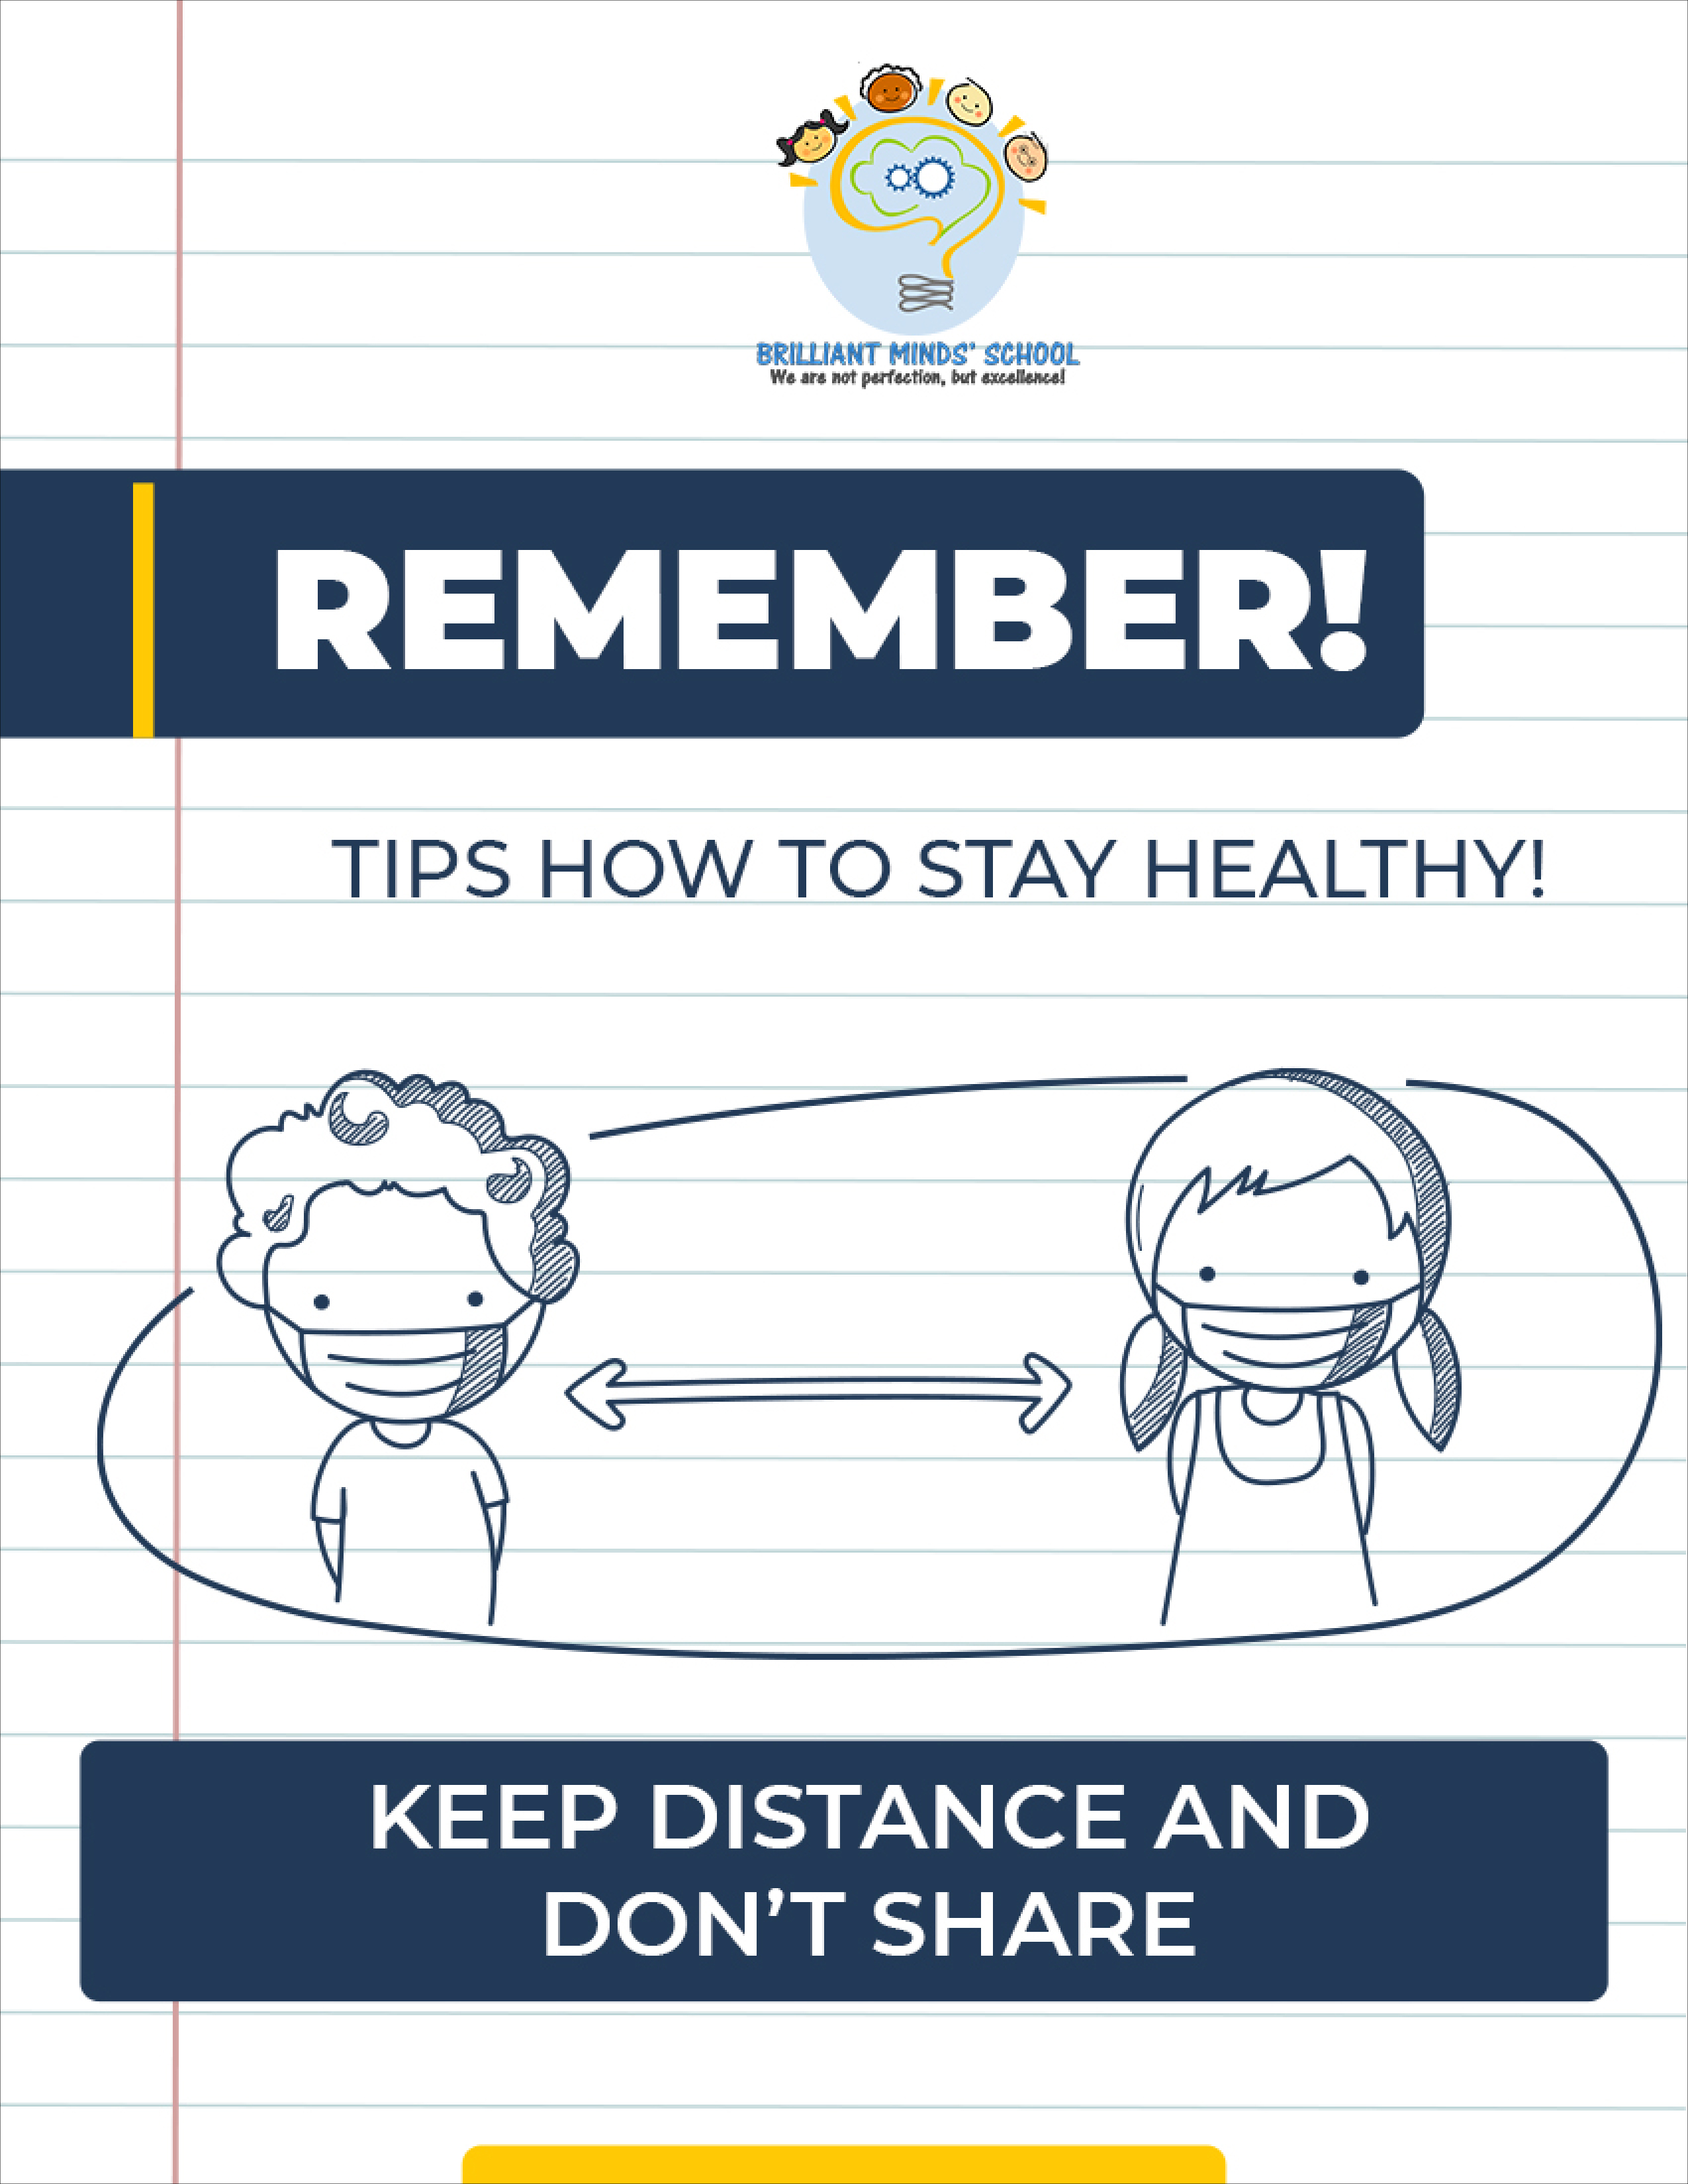 BRILLIANT MINDS' SCHOOL
We are not perfection, but excellence!
REMEMBER!
TIPS HOW TO STAY HEALTHY!
KEEP DISTANCE AND
DON'T SHARE